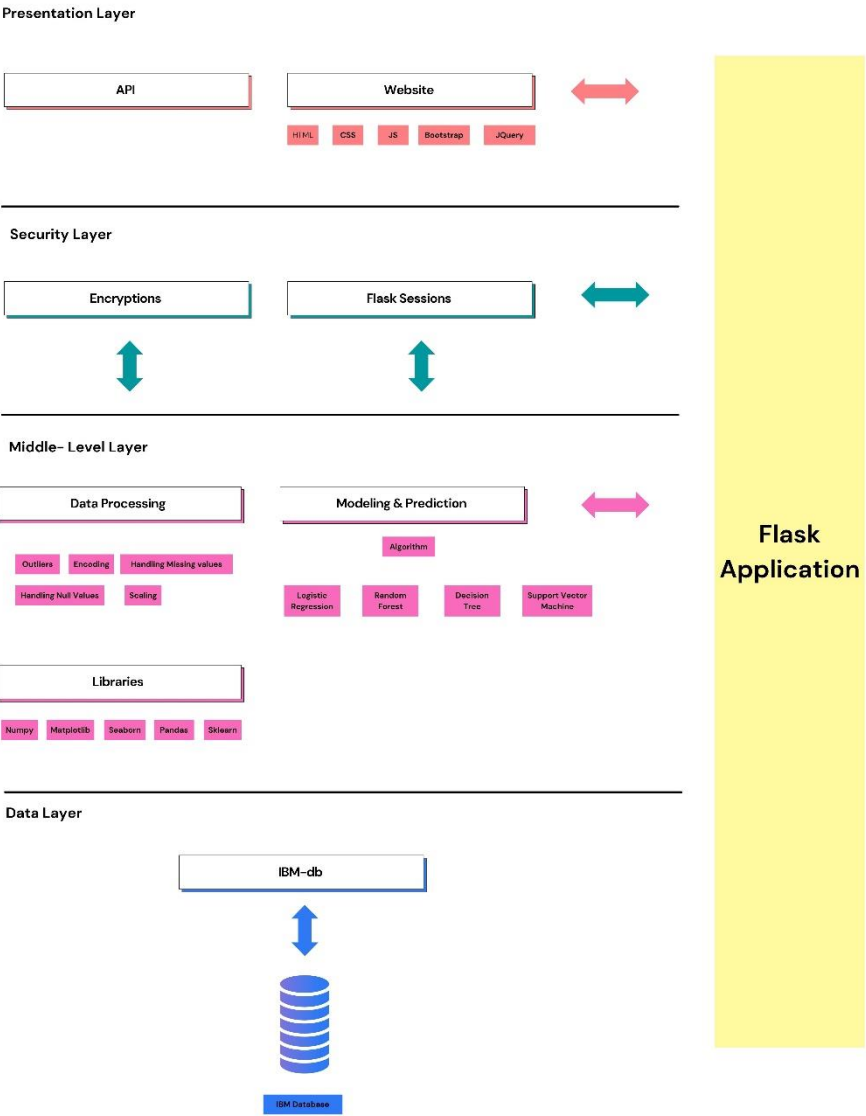 Presentation Layer
API
Website
HTML
CSS
JS
Bootstrap
JQuery
Security Layer
Encryptions
Flask Sessions
Middle- Level Layer
Data Processing
Modeling & Prediction
Algorithm
Outliers
Encoding
Handling Missing values
Handling Null Values
Scaling
Logistic
Regression
Random
Forest
Decision
Tree
Support Vector
Machine
Libraries
Numpy
Matplotlib
Seaborn
Pandas
Sklearn
Data Layer
IBM-db
IBM Database
Flask
Application